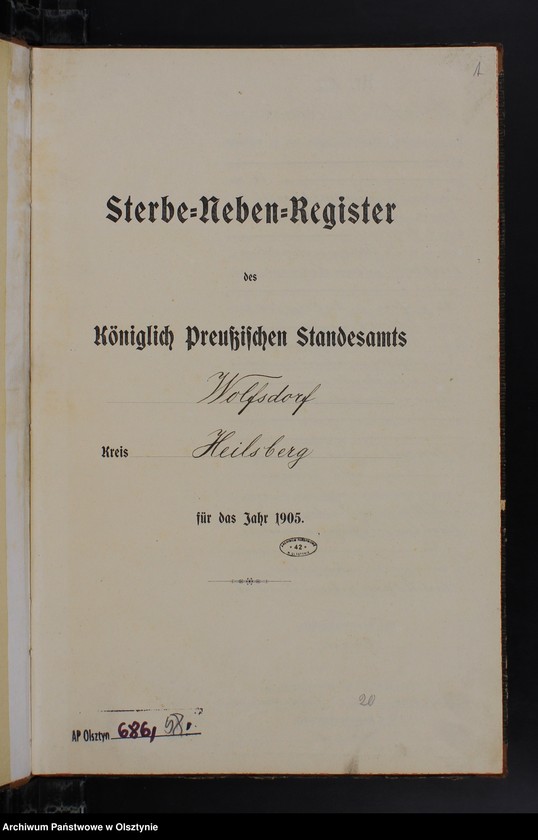 1
Sterbe=Neben=Register
des
Königlich Preußischen Standesamts
Wolfsdorf
Kreis Heilsberg
für das Jahr 1905.
* 42 *
20
AP Olsztyn 686, 58.
Archiwum Państwowe w Olsztynie